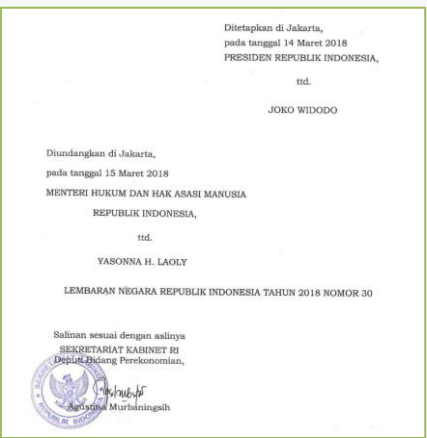 Ditetapkan di Jakarta,
pada tanggal 14 Maret 2018
PRESIDEN REPUBLIK INDONESIA,
ttd.
JOKO WIDODO
Diundangkan di Jakarta,
pada tanggal 15 Maret 2018
MENTERI HUKUM DAN HAK ASASI MANUSIA
REPUBLIK INDONESIA,
ttd.
YASONNA H. LAOLY
LEMBARAN NEGARA REPUBLIK INDONESIA TAHUN 2018 NOMOR 30
Salinan sesuai dengan aslinya
SEKRETARIAT KABINET RI
Deputi Bidang Perekonomian,
Agustina Murbaningsih
REPUBLIK INDONESIA